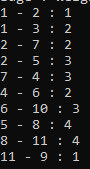 1 - 2 : 1
1 - 3 : 2
2 - 7 : 2
2 - 5 : 3
7 - 4 : 3
4 - 6 : 2
6 - 10 : 3
5 - 8 : 4
8 - 11 : 4
11 - 9 : 1